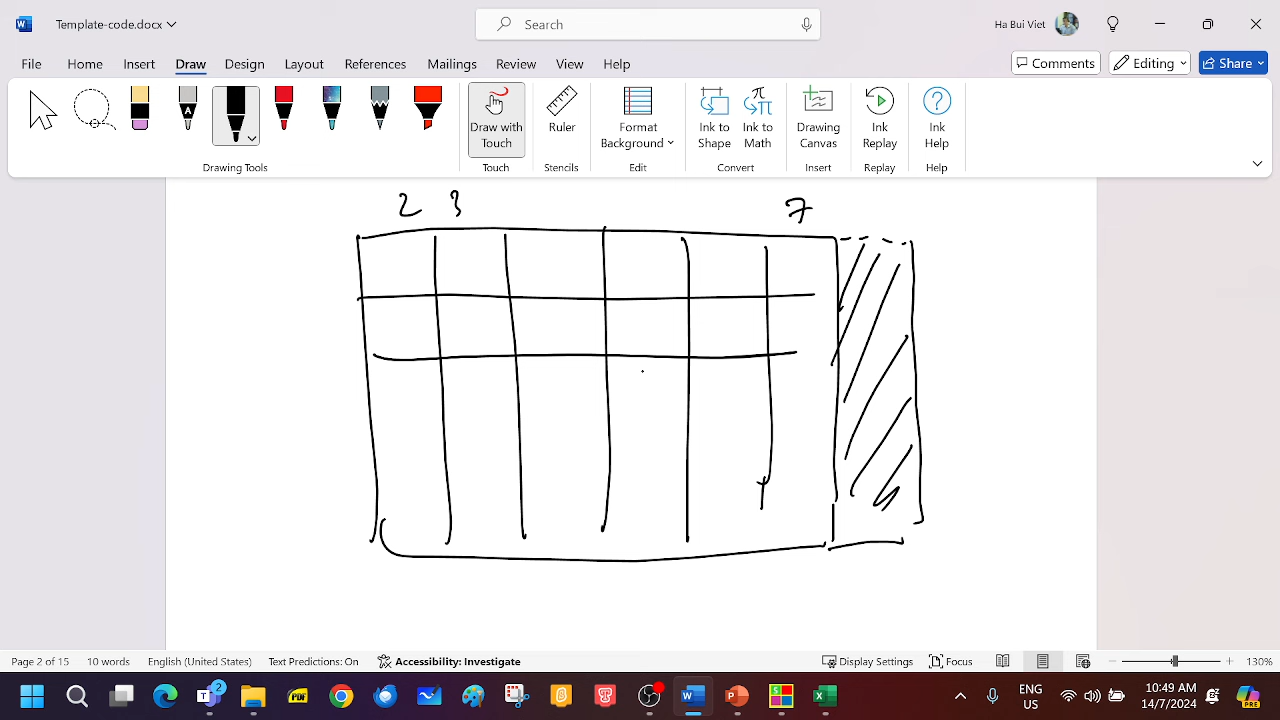 Template-code.docx
Search
Ha Bui Viet
File Home Insert Draw Design Layout References Mailings Review View Help
Comments
Editing
Share
Draw with Touch
Ruler
Format Background
Ink to Shape
Ink to Math
Drawing Canvas
Ink Replay
Ink Help
Drawing Tools
Touch
Stencils
Edit
Convert
Insert
Replay
Help
2 3 7
Page 2 of 15
10 words
English (United States)
Text Predictions: On
Accessibility: Investigate
Display Settings
Focus
130%
2
PDF
ENG
US
10:49 AM
14/7/2024
PRE